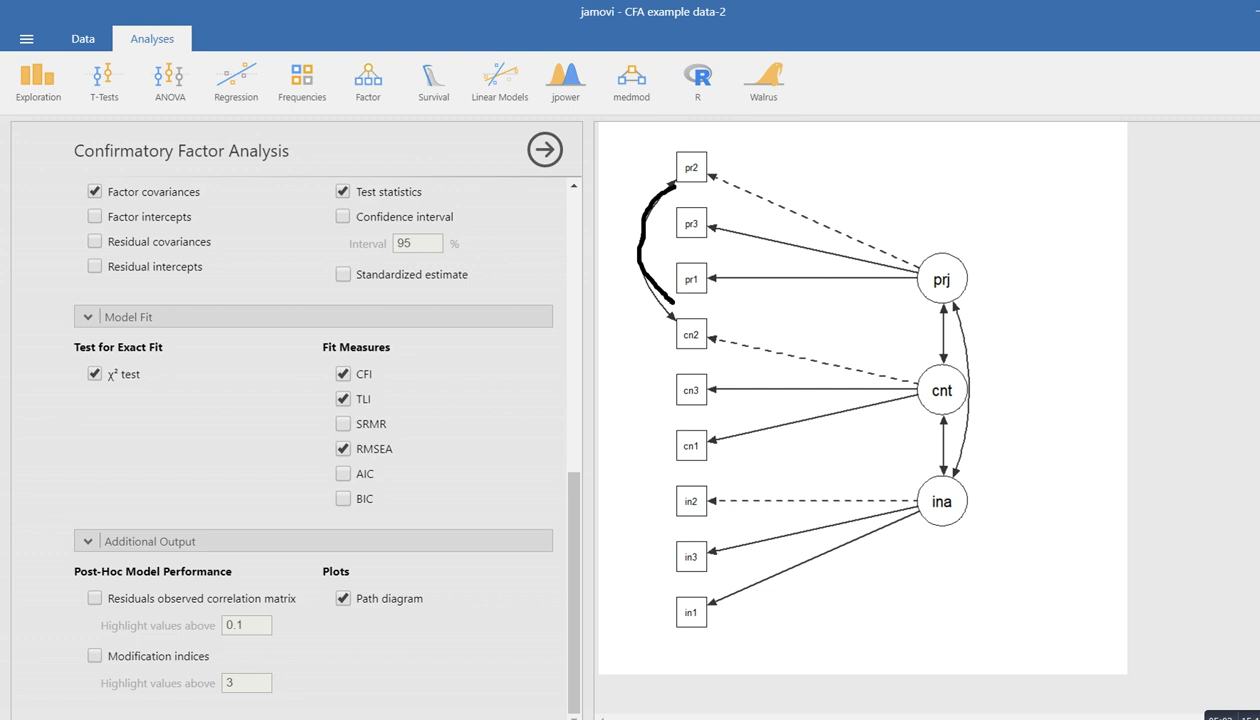 jamovi - CFA example data-2
Data Analyses
Exploration T-Tests ANOVA Regression Frequencies Factor Survival Linear Models jpower medmod R Walrus
Confirmatory Factor Analysis
Factor covariances Test statistics
Factor intercepts Confidence interval
Residual covariances Interval 95 %
Residual intercepts Standardized estimate
Model Fit
Test for Exact Fit Fit Measures
χ² test CFI
TLI
SRMR
RMSEA
AIC
BIC
Additional Output
Post-Hoc Model Performance Plots
Residuals observed correlation matrix Path diagram
Highlight values above 0.1
Modification indices
Highlight values above 3
pr2
pr3
pr1
prj
cn2
cn3
cnt
cn1
in2
ina
in3
in1